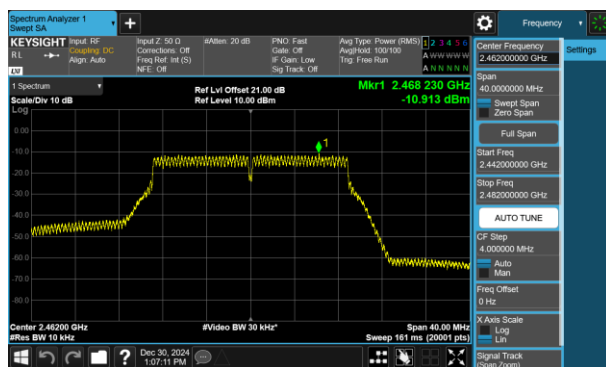 Spectrum Analyzer 1
Swept SA
Frequency
KEYSIGHT
Input: RF
Coupling: DC
Align: Auto
Input Z: 50 Ω
Corrections: Off
Freq Ref: Int (S)
NFE: Off
#Atten: 20 dB
PNO: Fast
Gate: Off
IF Gain: Low
Sig Track: Off
Avg Type: Power (RMS)
Avg|Hold: 100/100
Trig: Free Run
1 2 3 4 5 6
A W W W W W
A N N N N N
R L
LXI
1 Spectrum
Scale/Div 10 dB
Log
Ref Lvl Offset 21.00 dB
Ref Level 10.00 dBm
Mkr1 2.468 230 GHz
-10.913 dBm
1
0.00
-10.0
-20.0
-30.0
-40.0
-50.0
-60.0
-70.0
-80.0
Center 2.46200 GHz
#Res BW 10 kHz
#Video BW 30 kHz*
Span 40.00 MHz
Sweep 161 ms (20001 pts)
Center Frequency
2.462000000 GHz
Settings
Span
40.0000000 MHz
Swept Span
Zero Span
Full Span
Start Freq
2.442000000 GHz
Stop Freq
2.482000000 GHz
AUTO TUNE
CF Step
4.000000 MHz
Auto
Man
Freq Offset
0 Hz
X Axis Scale
Log
Lin
Signal Track
(Span Zoom)
?
Dec 30, 2024
1:07:11 PM